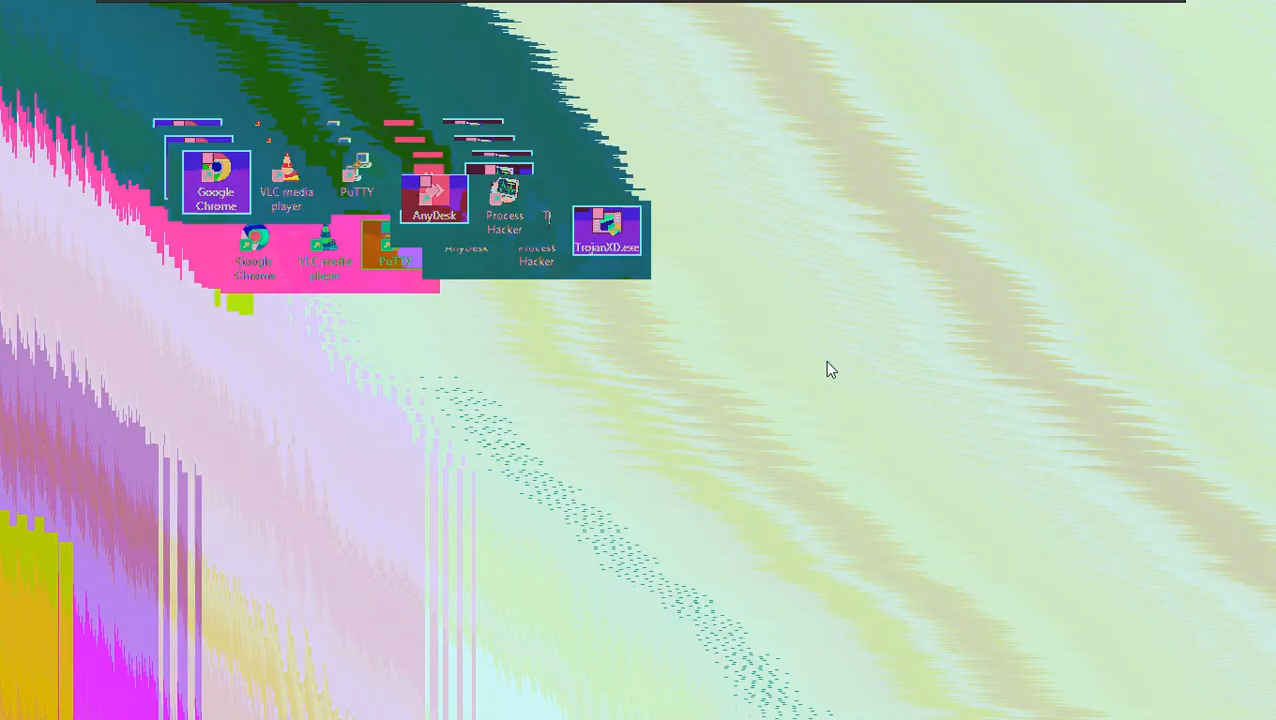 Google
Chrome
VLC media
player
PuTTY
AnyDesk
Process
Hacker
TrojanXD.exe
Google
Chrome
VLC media
player
PuTTY
AnyDesk
Process
Hacker